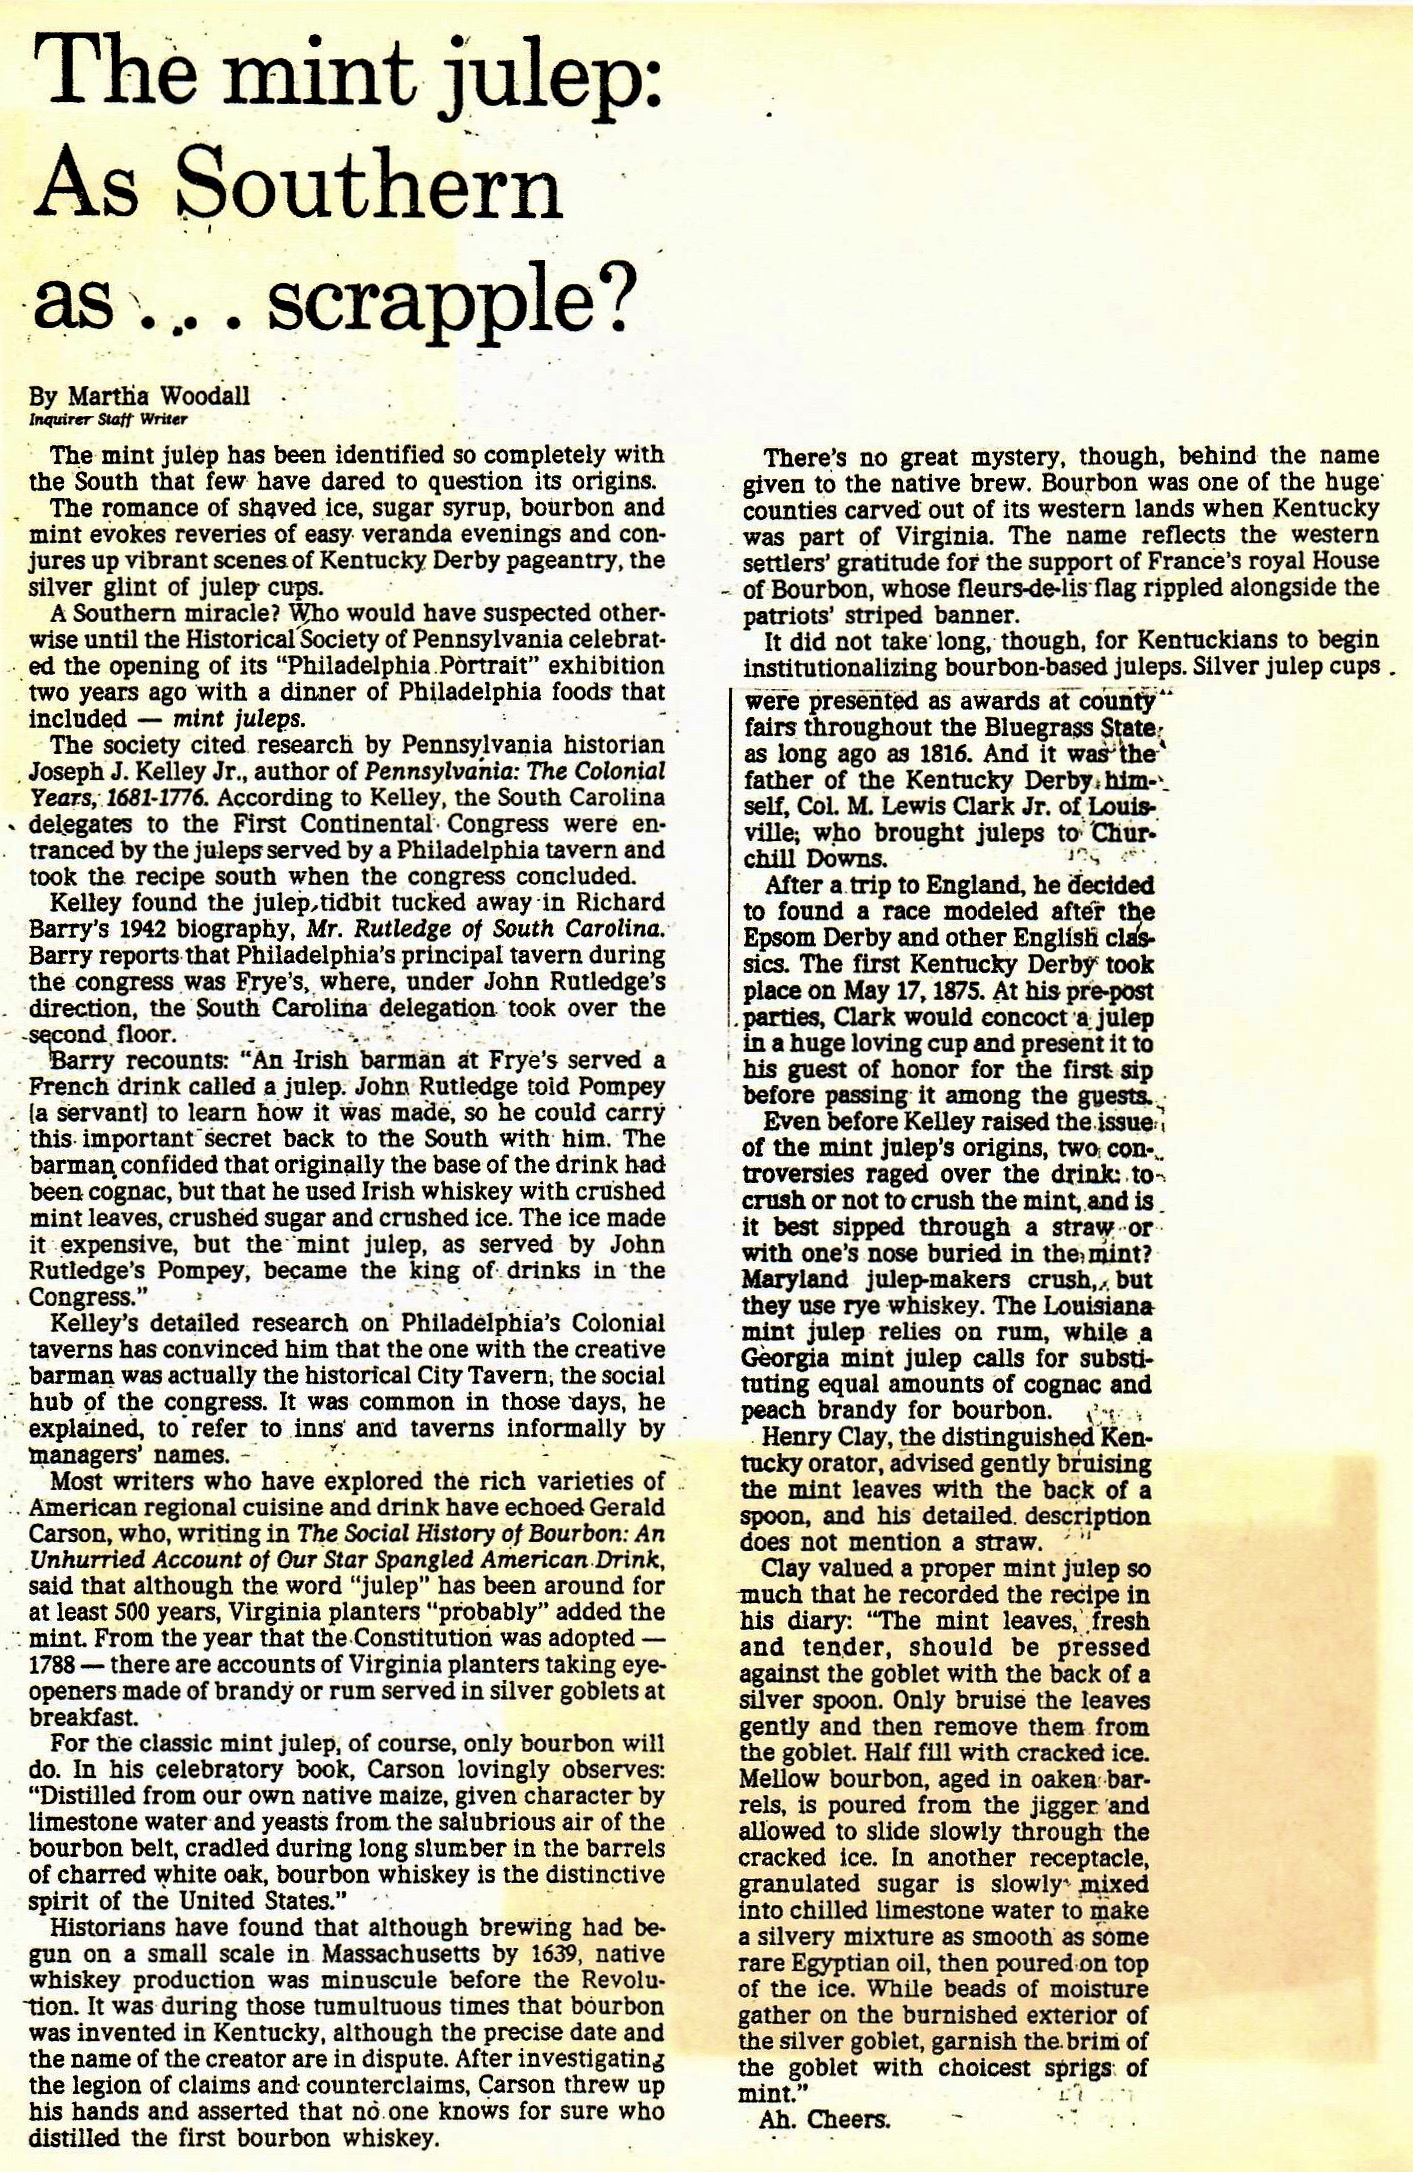 The mint julep:
As Southern
as . . . scrapple?
By Martha Woodall
Inquirer Staff Writer
The mint julep has been identified so completely with
the South that few have dared to question its origins.
The romance of shaved ice, sugar syrup, bourbon and
mint evokes reveries of easy veranda evenings and con-
jures up vibrant scenes of Kentucky Derby pageantry, the
silver glint of julep cups.
A Southern miracle? Who would have suspected other-
wise until the Historical Society of Pennsylvania celebrat-
ed the opening of its “Philadelphia Portrait” exhibition
two years ago with a dinner of Philadelphia foods that
included — mint juleps.
The society cited research by Pennsylvania historian
Joseph J. Kelley Jr., author of Pennsylvania: The Colonial
Years, 1681-1776. According to Kelley, the South Carolina
delegates to the First Continental Congress were en-
tranced by the juleps served by a Philadelphia tavern and
took the recipe south when the congress concluded.
Kelley found the julep tidbit tucked away in Richard
Barry's 1942 biography, Mr. Rutledge of South Carolina.
Barry reports that Philadelphia's principal tavern during
the congress was Frye's, where, under John Rutledge's
direction, the South Carolina delegation took over the
second floor.
Barry recounts: “An Irish barman at Frye's served a
French drink called a julep. John Rutledge told Pompey
[a servant] to learn how it was made, so he could carry
this important secret back to the South with him. The
barman confided that originally the base of the drink had
been cognac, but that he used Irish whiskey with crushed
mint leaves, crushed sugar and crushed ice. The ice made
it expensive, but the mint julep, as served by John
Rutledge's Pompey, became the king of drinks in the
Congress.”
Kelley's detailed research on Philadelphia's Colonial
taverns has convinced him that the one with the creative
barman was actually the historical City Tavern, the social
hub of the congress. It was common in those days, he
explained, to refer to inns and taverns informally by
managers' names.
Most writers who have explored the rich varieties of
American regional cuisine and drink have echoed Gerald
Carson, who, writing in The Social History of Bourbon: An
Unhurried Account of Our Star Spangled American Drink,
said that although the word “julep” has been around for
at least 500 years, Virginia planters “probably” added the
mint. From the year that the Constitution was adopted —
1788 — there are accounts of Virginia planters taking eye-
openers made of brandy or rum served in silver goblets at
breakfast.
For the classic mint julep, of course, only bourbon will
do. In his celebratory book, Carson lovingly observes:
“Distilled from our own native maize, given character by
limestone water and yeasts from the salubrious air of the
bourbon belt, cradled during long slumber in the barrels
of charred white oak, bourbon whiskey is the distinctive
spirit of the United States.”
Historians have found that although brewing had be-
gun on a small scale in Massachusetts by 1639, native
whiskey production was minuscule before the Revolu-
tion. It was during those tumultuous times that bourbon
was invented in Kentucky, although the precise date and
the name of the creator are in dispute. After investigating
the legion of claims and counterclaims, Carson threw up
his hands and asserted that no one knows for sure who
distilled the first bourbon whiskey.
There's no great mystery, though, behind the name
given to the native brew. Bourbon was one of the huge
counties carved out of its western lands when Kentucky
was part of Virginia. The name reflects the western
settlers' gratitude for the support of France's royal House
of Bourbon, whose fleurs-de-lis flag rippled alongside the
patriots' striped banner.
It did not take long, though, for Kentuckians to begin
institutionalizing bourbon-based juleps. Silver julep cups
were presented as awards at county
fairs throughout the Bluegrass State
as long ago as 1816. And it was the
father of the Kentucky Derby him-
self, Col. M. Lewis Clark Jr. of Louis-
ville, who brought juleps to Chur-
chill Downs.
After a trip to England, he decided
to found a race modeled after the
Epsom Derby and other English clas-
sics. The first Kentucky Derby took
place on May 17, 1875. At his pre-post
parties, Clark would concoct a julep
in a huge loving cup and present it to
his guest of honor for the first sip
before passing it among the guests.
Even before Kelley raised the issue
of the mint julep's origins, two con-
troversies raged over the drink: to
crush or not to crush the mint, and is
it best sipped through a straw or
with one's nose buried in the mint?
Maryland julep-makers crush, but
they use rye whiskey. The Louisiana
mint julep relies on rum, while a
Georgia mint julep calls for substi-
tuting equal amounts of cognac and
peach brandy for bourbon.
Henry Clay, the distinguished Ken-
tucky orator, advised gently bruising
the mint leaves with the back of a
spoon, and his detailed description
does not mention a straw.
Clay valued a proper mint julep so
much that he recorded the recipe in
his diary: “The mint leaves, fresh
and tender, should be pressed
against the goblet with the back of a
silver spoon. Only bruise the leaves
gently and then remove them from
the goblet. Half fill with cracked ice.
Mellow bourbon, aged in oaken bar-
rels, is poured from the jigger and
allowed to slide slowly through the
cracked ice. In another receptacle,
granulated sugar is slowly mixed
into chilled limestone water to make
a silvery mixture as smooth as some
rare Egyptian oil, then poured on top
of the ice. While beads of moisture
gather on the burnished exterior of
the silver goblet, garnish the brim of
the goblet with choicest sprigs of
mint.”
Ah. Cheers.